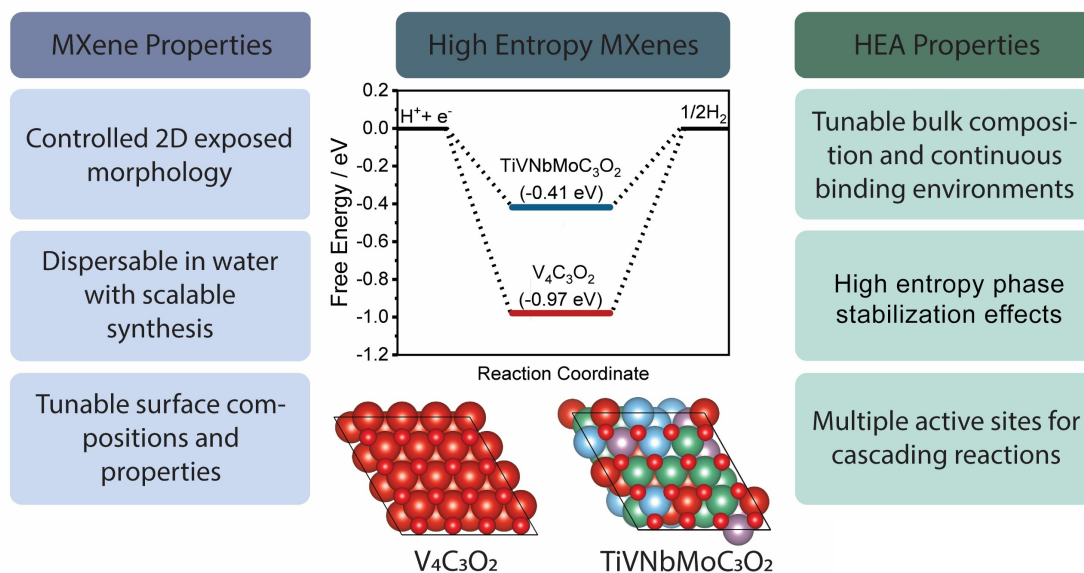 MXene Properties
Controlled 2D exposed
morphology
Dispersable in water
with scalable
synthesis
Tunable surface com-
positions and
properties
High Entropy MXenes
Free Energy / eV
0.2
0.0
-0.2
-0.4
-0.6
-0.8
-1.0
-1.2
H⁺+ e⁻
1/2H₂
TiVNbMoC₃O₂
(-0.41 eV)
V₄C₃O₂
(-0.97 eV)
Reaction Coordinate
V₄C₃O₂
TiVNbMoC₃O₂
HEA Properties
Tunable bulk composi-
tion and continuous
binding environments
High entropy phase
stabilization effects
Multiple active sites for
cascading reactions